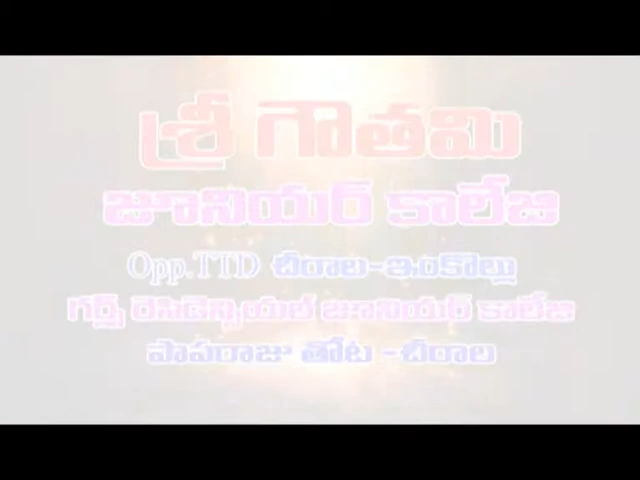 శ్రీ గౌతమి
జూనియర్ కాలేజి
Opp.TTD చీరాల-ఇంకొల్లు
గర్ల్స్ రెసిడెన్షియల్ జూనియర్ కాలేజి
పాపరాజు తోట -చీరాల